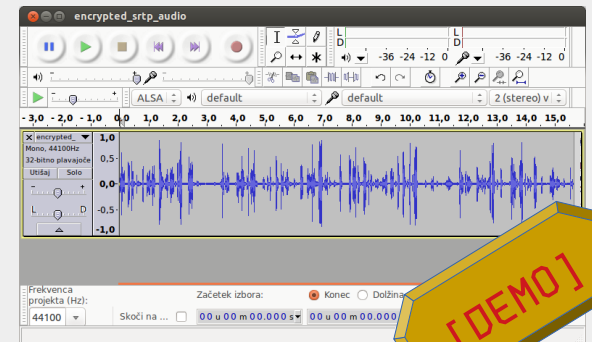 encrypted_srtp_audio
L
D
-36 -24 -12 0
L
D
-36 -24 -12 0
ALSA
default
default
2 (stereo) v
- 3,0 - 2,0 - 1,0 0,0 1,0 2,0 3,0 4,0 5,0 6,0 7,0 8,0 9,0 10,0 11,0 12,0 13,0 14,0 15,0
encrypted_
Mono, 44100Hz
32-bitno plavajoče
Utišaj Solo
- +
L D
1,0
0,5-
0,0-
-0,5-
-1,0
Frekvenca
projekta (Hz):
44100
Skoči na ...
Začetek izbora:
00 u 00 m 00.000 s
Konec
Dolžina
00 u 00 m 00.000
[DEMO]